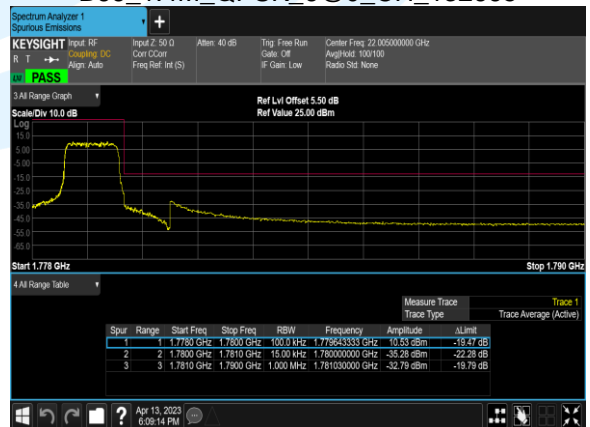 Spectrum Analyzer 1
Spurious Emissions
KEYSIGHT Input: RF Input Z: 50 Ω Atten: 40 dB Trig: Free Run Center Freq: 22.005000000 GHz
R T Coupling: DC Corr CCorr Gate: Off Avg|Hold: 100/100
Align: Auto Freq Ref: Int (S) IF Gain: Low Radio Std: None
PASS
3 All Range Graph
Ref Lvl Offset 5.50 dB
Scale/Div 10.0 dB Ref Value 25.00 dBm
Log
15.0
5.00
-5.00
-15.0
-25.0
-35.0
-45.0
-55.0
-65.0
Start 1.778 GHz Stop 1.790 GHz
4 All Range Table
Measure Trace Trace 1
Trace Type Trace Average (Active)
Spur Range Start Freq Stop Freq RBW Frequency Amplitude ΔLimit
1 1 1.7780 GHz 1.7800 GHz 100.0 kHz 1.779643333 GHz 10.53 dBm -19.47 dB
2 2 1.7800 GHz 1.7810 GHz 15.00 kHz 1.780000000 GHz -35.28 dBm -22.28 dB
3 3 1.7810 GHz 1.7900 GHz 1.000 MHz 1.781030000 GHz -32.79 dBm -19.79 dB
? Apr 13, 2023
6:09:14 PM